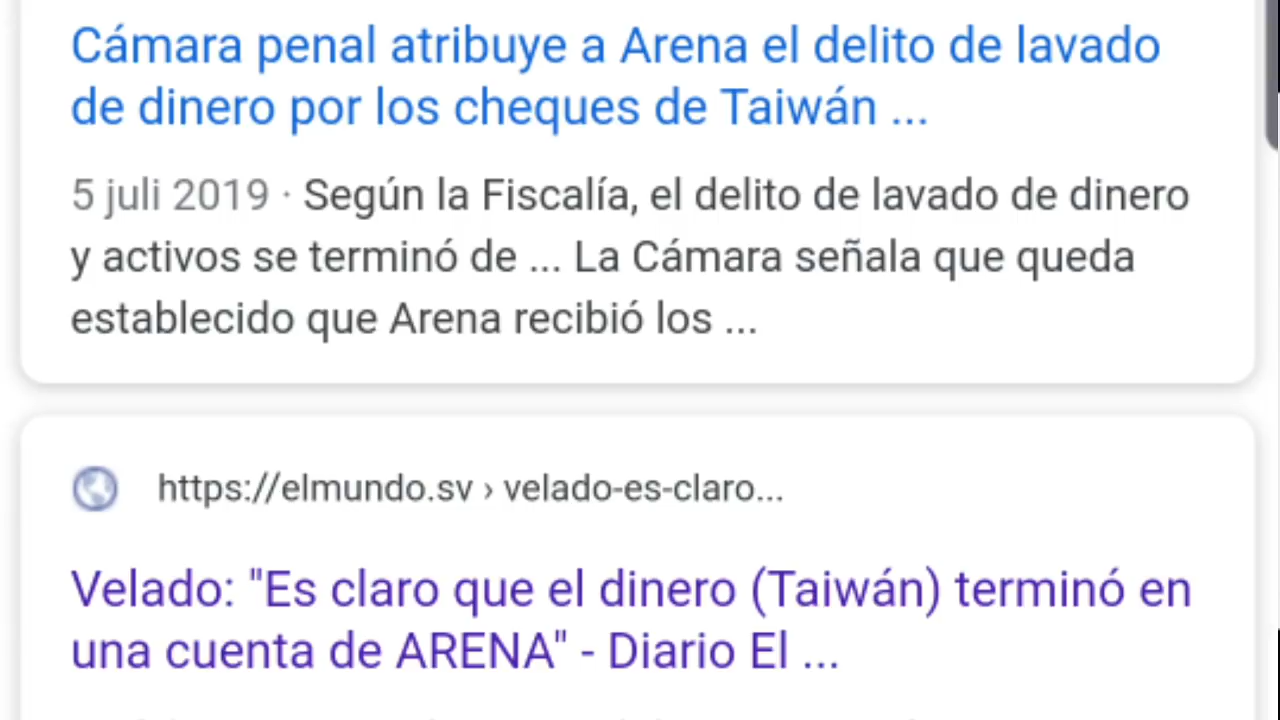 Cámara penal atribuye a Arena el delito de lavado
de dinero por los cheques de Taiwán ...
5 juli 2019 · Según la Fiscalía, el delito de lavado de dinero
y activos se terminó de ... La Cámara señala que queda
establecido que Arena recibió los ...
https://elmundo.sv › velado-es-claro...
Velado: "Es claro que el dinero (Taiwán) terminó en
una cuenta de ARENA" - Diario El ...